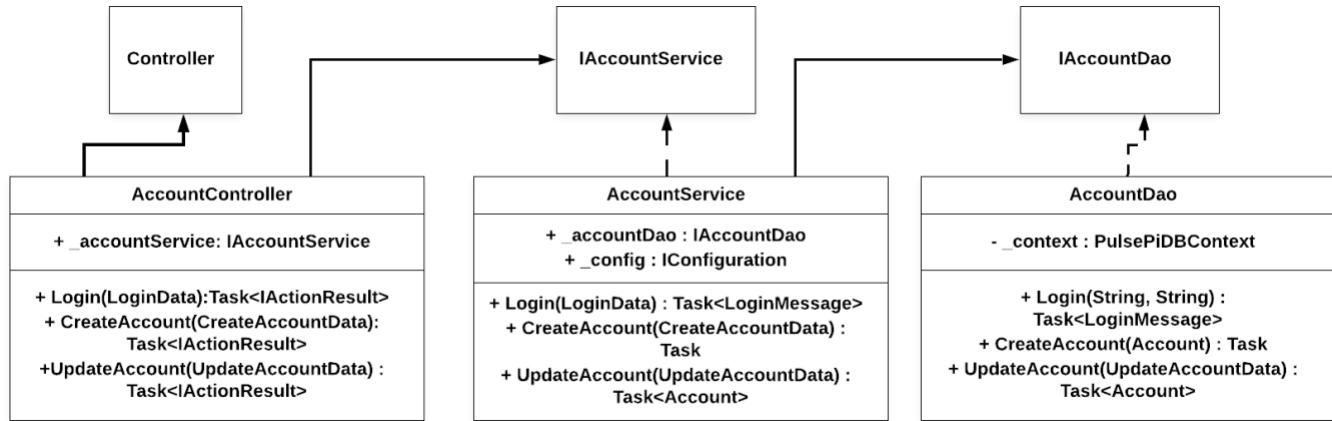 Controller
IAccountService
IAccountDao
AccountController
+ _accountService: IAccountService
+ Login(LoginData):Task<IActionResult>
+ CreateAccount(CreateAccountData):
Task<IActionResult>
+UpdateAccount(UpdateAccountData) :
Task<IActionResult>
AccountService
+ _accountDao : IAccountDao
+ _config : IConfiguration
+ Login(LoginData) : Task<LoginMessage>
+ CreateAccount(CreateAccountData) :
Task
+ UpdateAccount(UpdateAccountData) :
Task<Account>
AccountDao
- _context : PulsePiDBContext
+ Login(String, String) :
Task<LoginMessage>
+ CreateAccount(Account) : Task
+ UpdateAccount(UpdateAccountData) :
Task<Account>